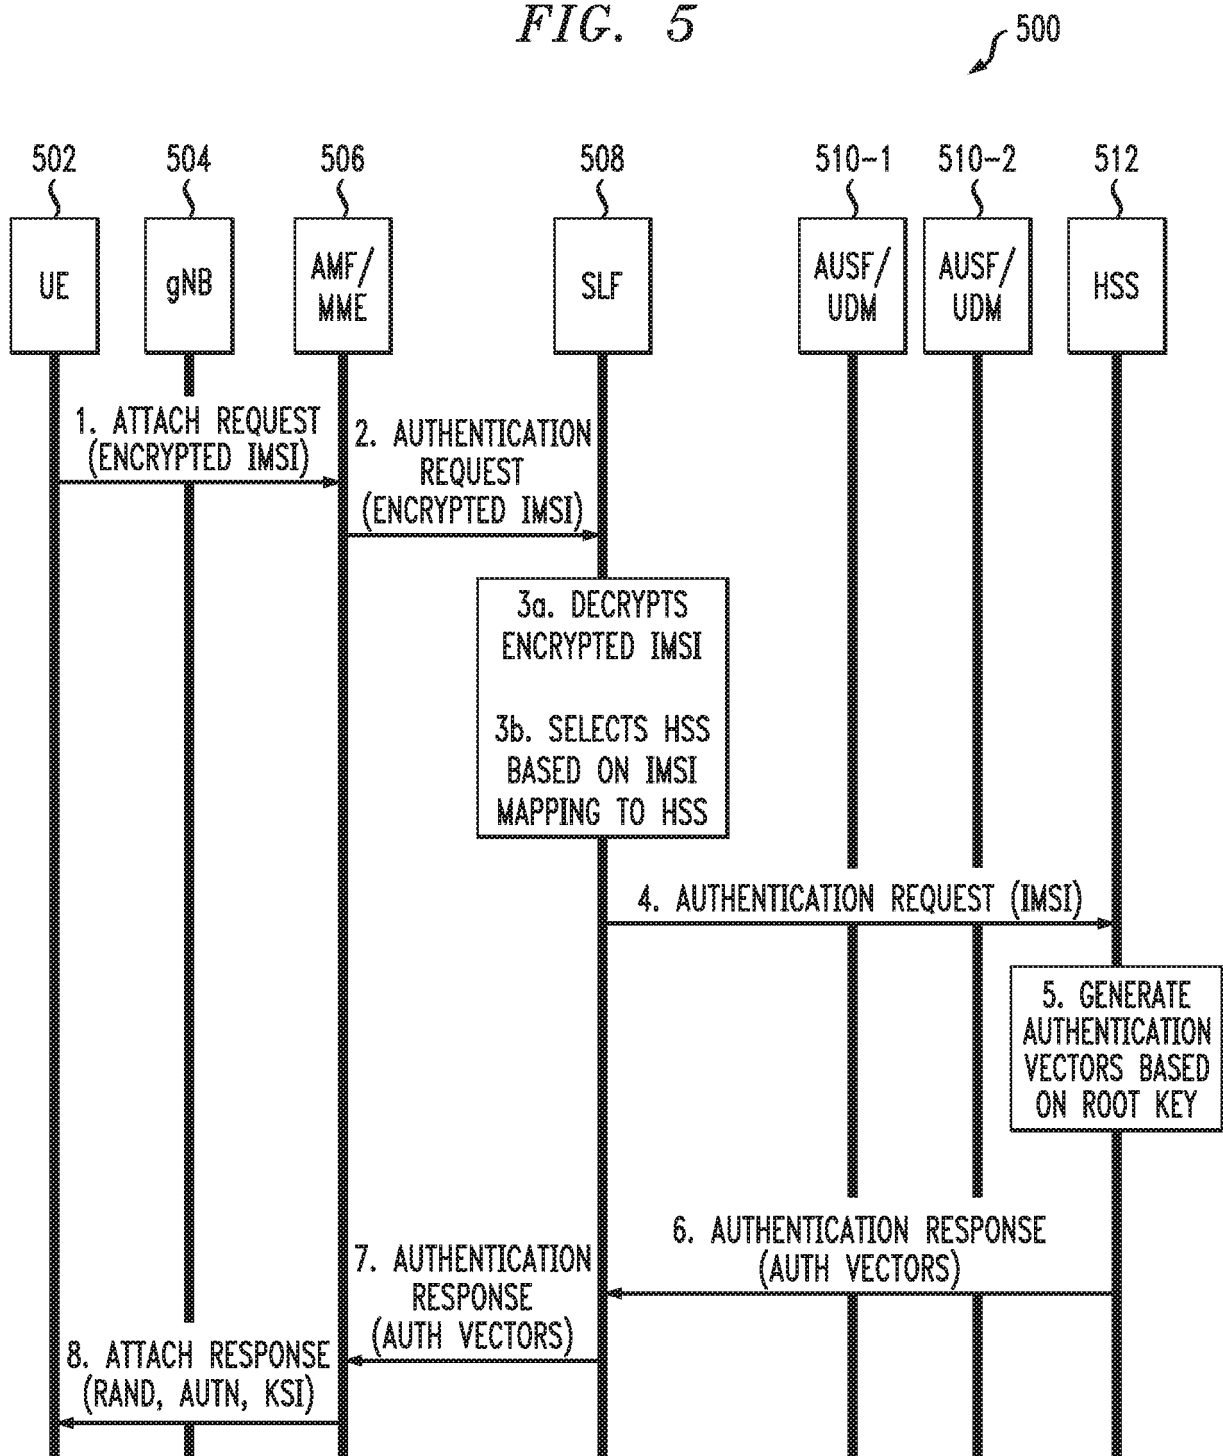 FIG. 5
500
502
504
506
508
510-1
510-2
512
UE
gNB
AMF/
MME
SLF
AUSF/
UDM
AUSF/
UDM
HSS
1. ATTACH REQUEST
(ENCRYPTED IMSI)
2. AUTHENTICATION
REQUEST
(ENCRYPTED IMSI)
3a. DECRYPTS
ENCRYPTED IMSI
3b. SELECTS HSS
BASED ON IMSI
MAPPING TO HSS
4. AUTHENTICATION REQUEST (IMSI)
5. GENERATE
AUTHENTICATION
VECTORS BASED
ON ROOT KEY
6. AUTHENTICATION RESPONSE
(AUTH VECTORS)
7. AUTHENTICATION
RESPONSE
(AUTH VECTORS)
8. ATTACH RESPONSE
(RAND, AUTN, KSI)